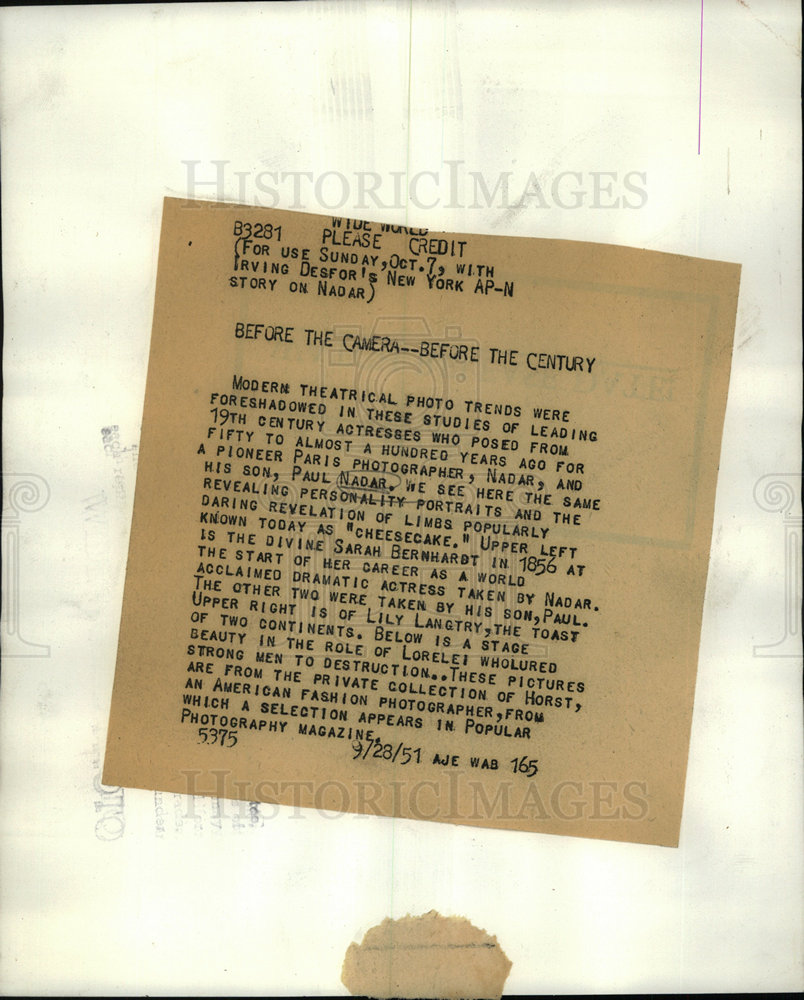 HISTORIC IMAGES
WIDE WORLD
B3281 PLEASE CREDIT
(FOR USE SUNDAY, OCT. 7, WITH
IRVING DESFOR'S NEW YORK AP-N
STORY ON NADAR)
BEFORE THE CAMERA--BEFORE THE CENTURY
MODERN THEATRICAL PHOTO TRENDS WERE
FORESHADOWED IN THESE STUDIES OF LEADING
19TH CENTURY ACTRESSES WHO POSED FROM
FIFTY TO ALMOST A HUNDRED YEARS AGO FOR
A PIONEER PARIS PHOTOGRAPHER, NADAR, AND
HIS SON, PAUL NADAR. WE SEE HERE THE SAME
REVEALING PERSONALITY PORTRAITS AND THE
DARING REVELATION OF LIMBS POPULARLY
KNOWN TODAY AS "CHEESECAKE." UPPER LEFT
IS THE DIVINE SARAH BERNHARDT IN 1856 AT
THE START OF HER CAREER AS A WORLD
ACCLAIMED DRAMATIC ACTRESS TAKEN BY NADAR.
THE OTHER TWO WERE TAKEN BY HIS SON, PAUL.
UPPER RIGHT IS OF LILY LANGTRY, THE TOAST
OF TWO CONTINENTS. BELOW IS A STAGE
BEAUTY IN THE ROLE OF LORELEI WHOLURED
STRONG MEN TO DESTRUCTION..THESE PICTURES
ARE FROM THE PRIVATE COLLECTION OF HORST,
AN AMERICAN FASHION PHOTOGRAPHER, FROM
WHICH A SELECTION APPEARS IN POPULAR
PHOTOGRAPHY MAGAZINE.
5375 9/28/51 AJE WAB 165
HISTORIC IMAGES